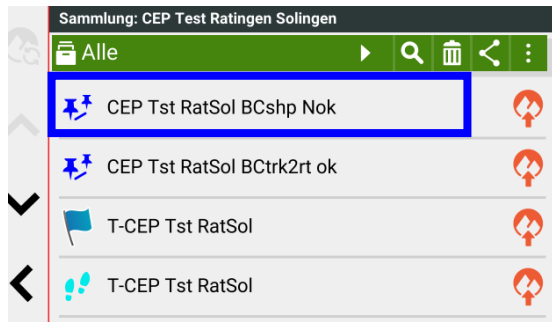 Sammlung: CEP Test Ratingen Solingen
Alle
CEP Tst RatSol BCshp Nok
CEP Tst RatSol BCtrk2rt ok
T-CEP Tst RatSol
T-CEP Tst RatSol